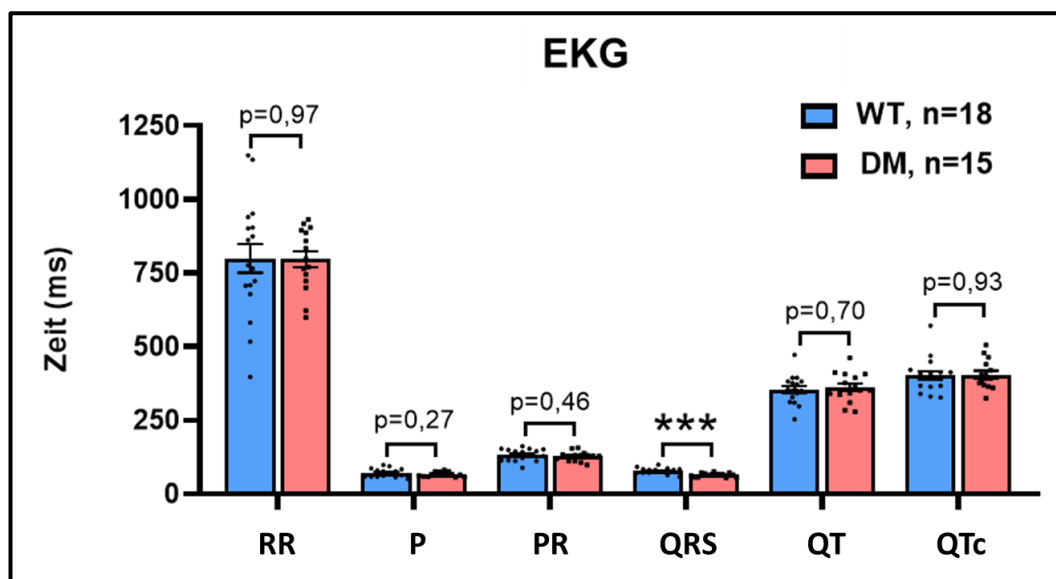 EKG
WT, n=18
DM, n=15
Zeit (ms)
1250
1000
750
500
250
0
p=0,97
p=0,27
p=0,46
***
p=0,70
p=0,93
RR P PR QRS QT QTc